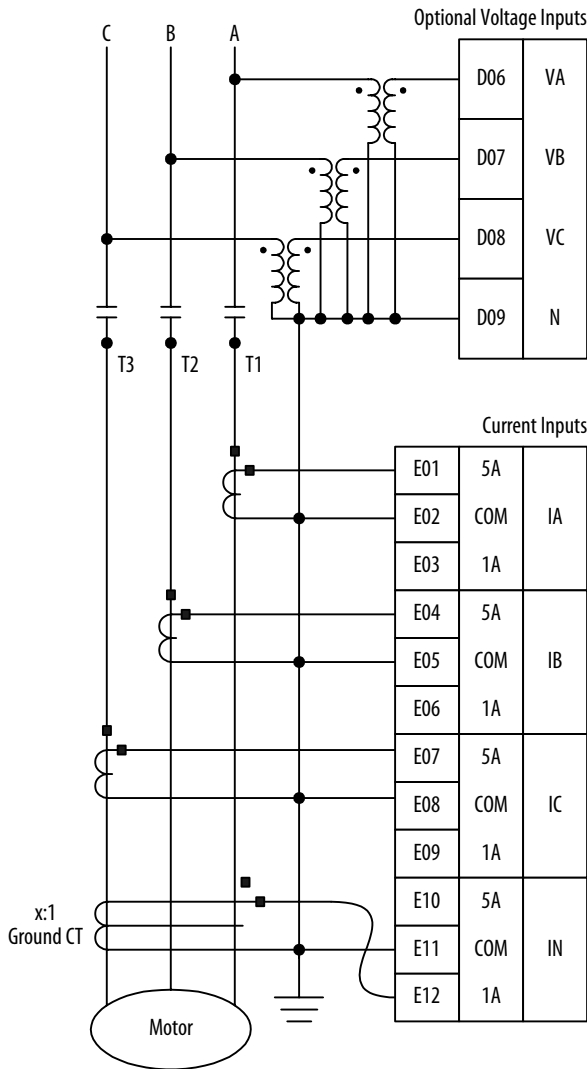 Optional Voltage Inputs
C B A
D06 VA
D07 VB
D08 VC
D09 N
T3 T2 T1
Current Inputs
E01 5A
E02 COM IA
E03 1A
E04 5A
E05 COM IB
E06 1A
E07 5A
E08 COM IC
E09 1A
E10 5A
x:1
Ground CT
E11 COM IN
E12 1A
Motor